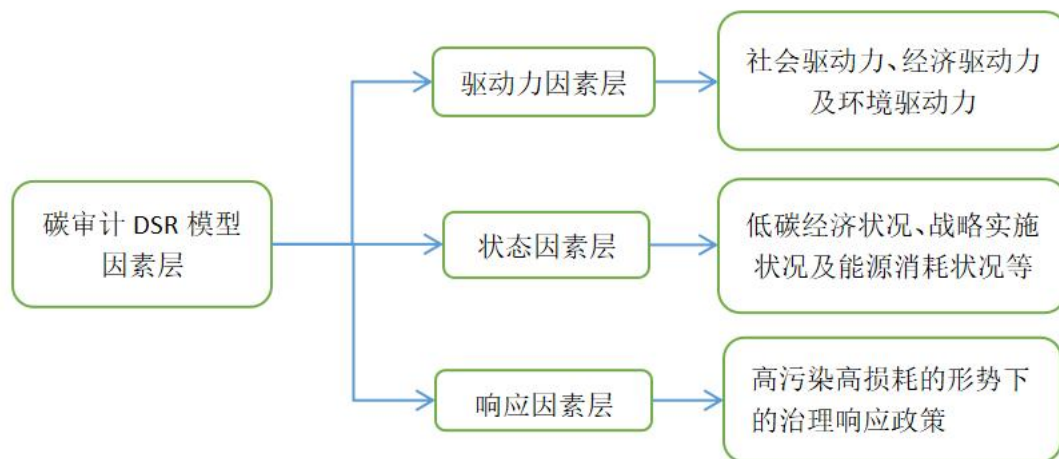 碳审计 DSR 模型
因素层
驱动力因素层
社会驱动力、经济驱动力
及环境驱动力
状态因素层
低碳经济状况、战略实施
状况及能源消耗状况等
响应因素层
高污染高损耗的形势下
的治理响应政策